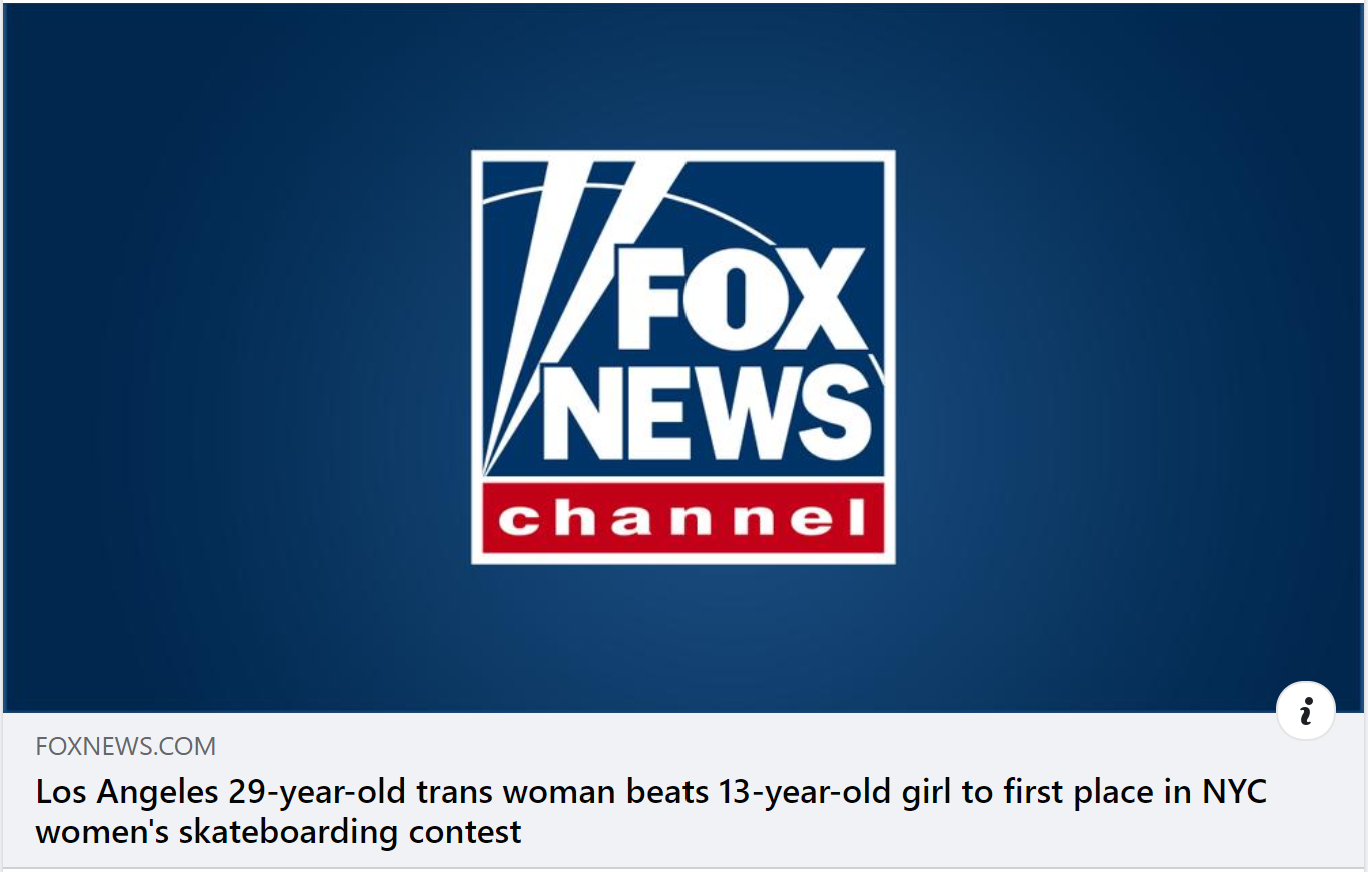 FOX
NEWS
channel
FOXNEWS.COM
Los Angeles 29-year-old trans woman beats 13-year-old girl to first place in NYC
women's skateboarding contest